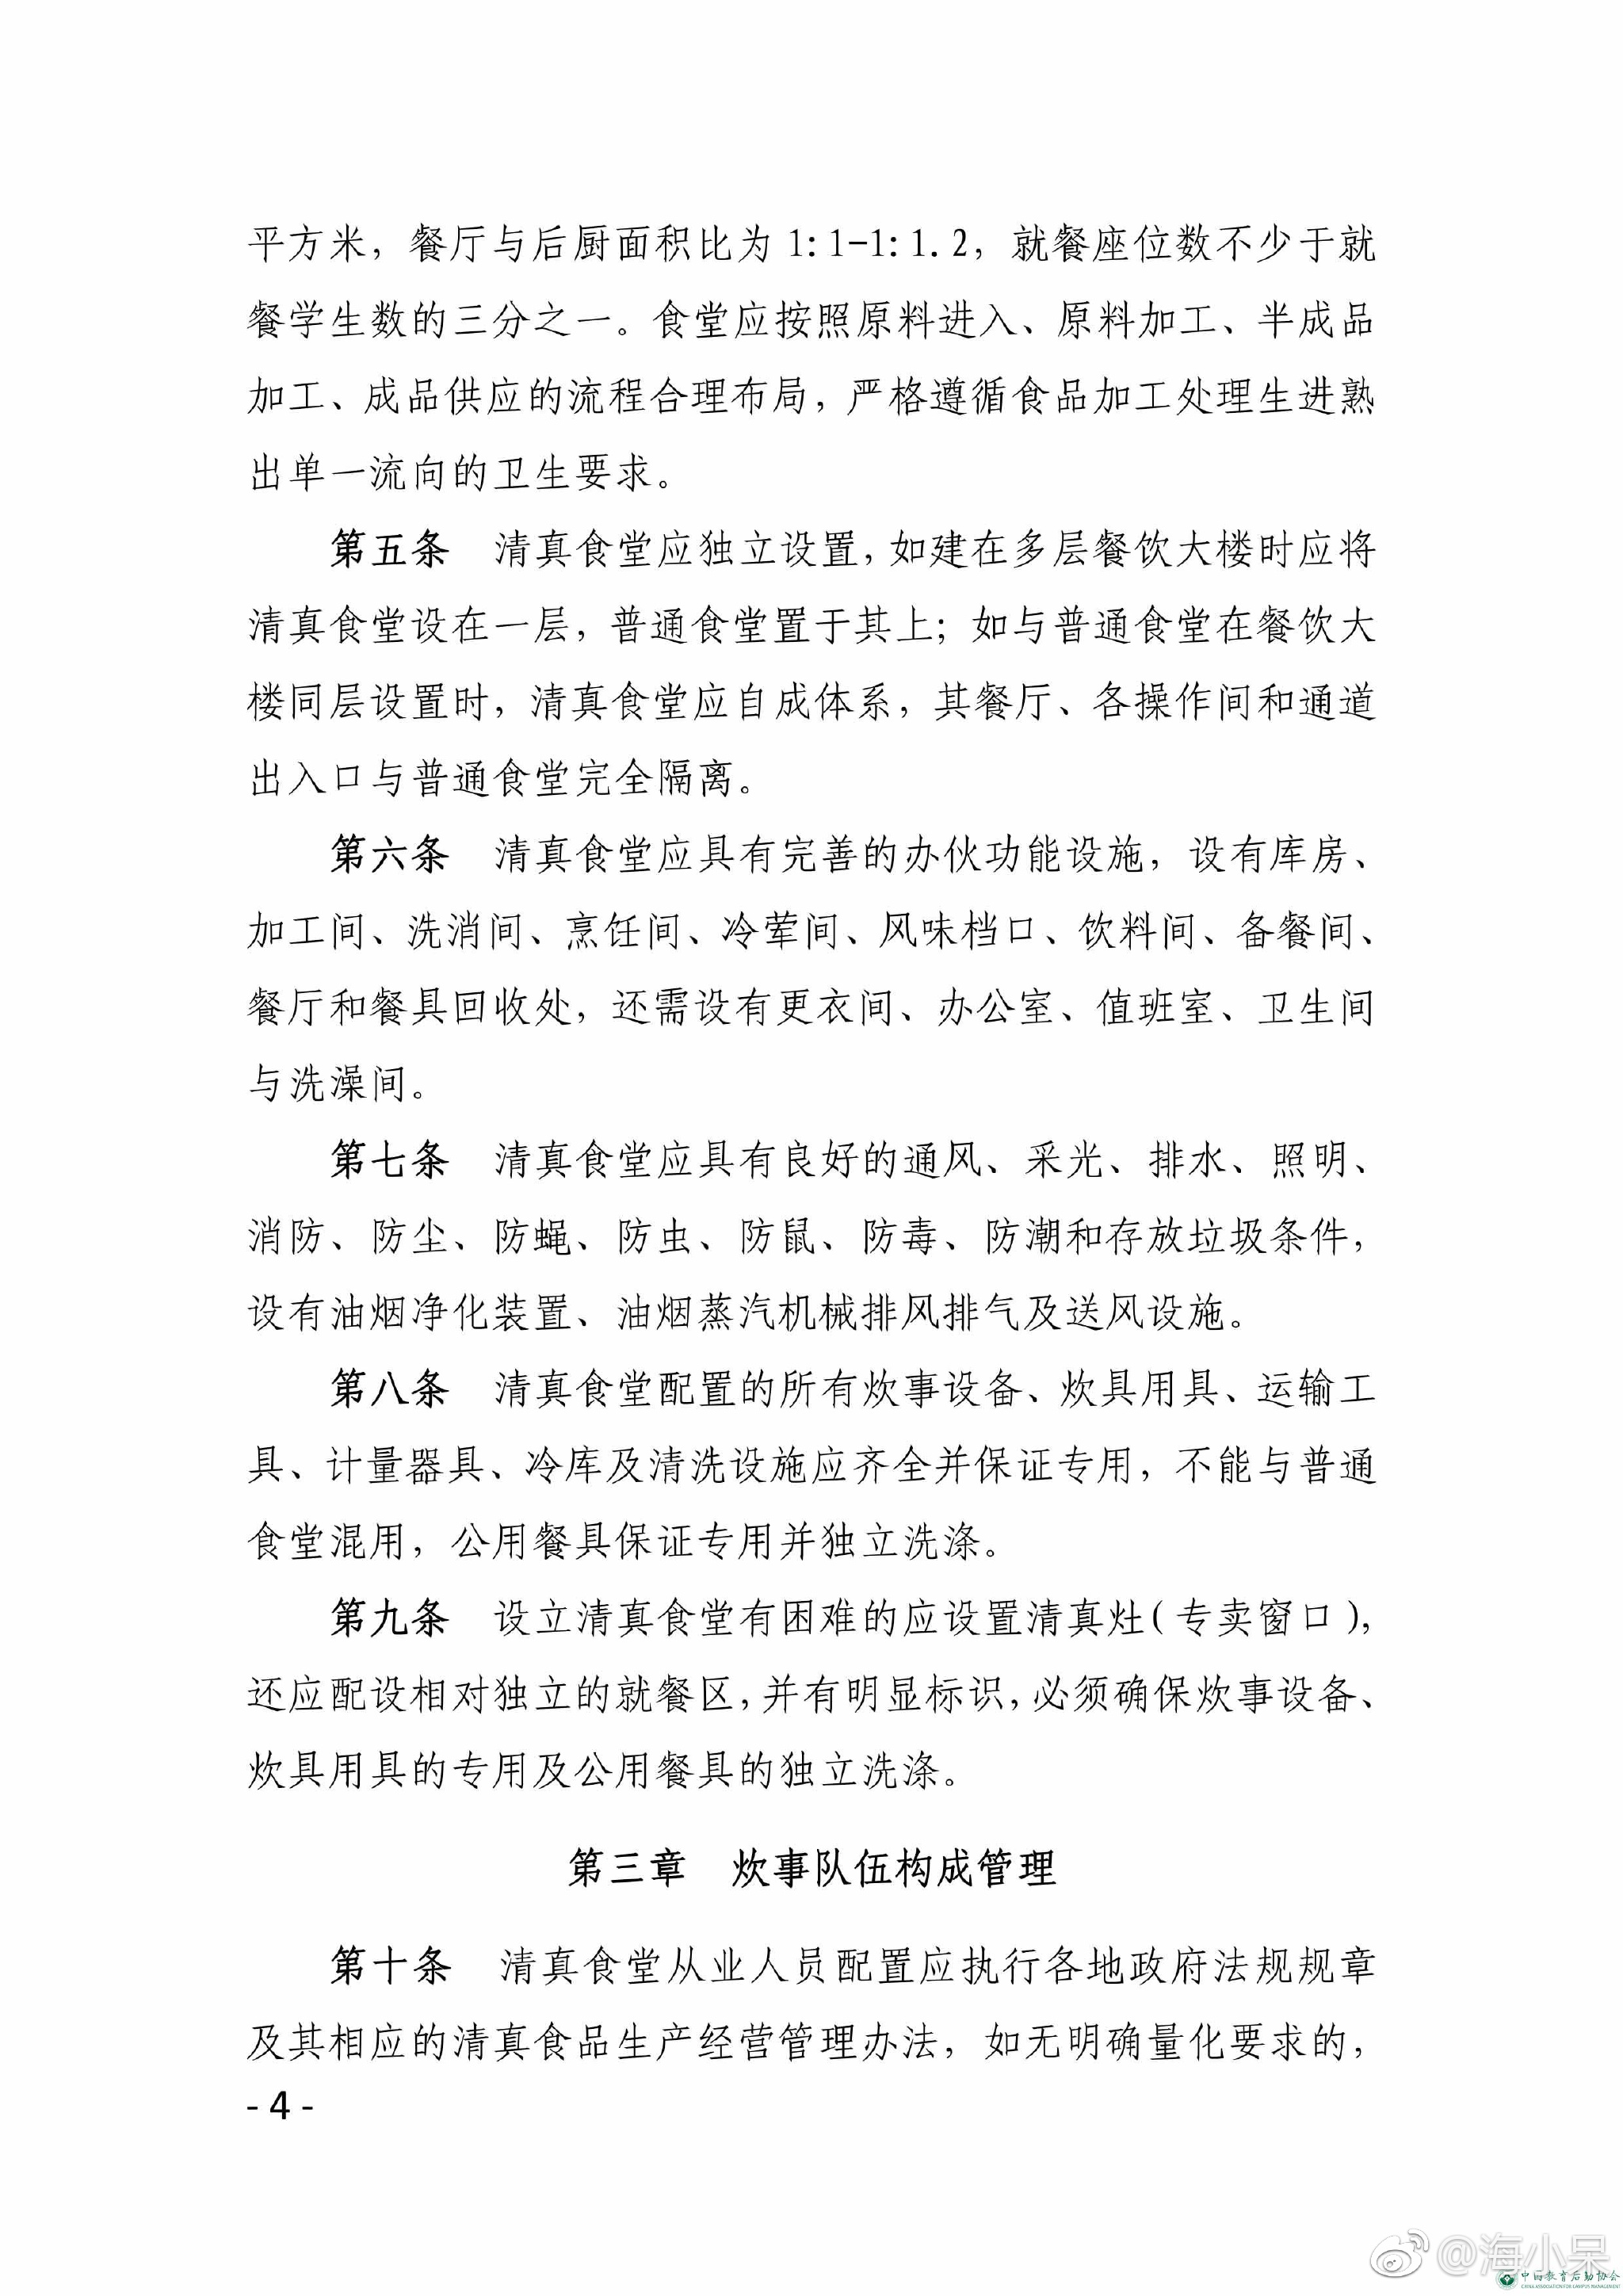 平方米，餐厅与后厨面积比为 1:1-1:1.2，就餐座位数不少于就
餐学生数的三分之一。食堂应按照原料进入、原料加工、半成品
加工、成品供应的流程合理布局，严格遵循食品加工处理生进熟
出单一流向的卫生要求。
第五条　清真食堂应独立设置，如建在多层餐饮大楼时应将
清真食堂设在一层，普通食堂置于其上；如与普通食堂在餐饮大
楼同层设置时，清真食堂应自成体系，其餐厅、各操作间和通道
出入口与普通食堂完全隔离。
第六条　清真食堂应具有完善的办伙功能设施，设有库房、
加工间、洗消间、烹饪间、冷荤间、风味档口、饮料间、备餐间、
餐厅和餐具回收处，还需设有更衣间、办公室、值班室、卫生间
与洗澡间。
第七条　清真食堂应具有良好的通风、采光、排水、照明、
消防、防尘、防蝇、防虫、防鼠、防毒、防潮和存放垃圾条件，
设有油烟净化装置、油烟蒸汽机械排风排气及送风设施。
第八条　清真食堂配置的所有炊事设备、炊具用具、运输工
具、计量器具、冷库及清洗设施应齐全并保证专用，不能与普通
食堂混用，公用餐具保证专用并独立洗涤。
第九条　设立清真食堂有困难的应设置清真灶（专卖窗口），
还应配设相对独立的就餐区，并有明显标识，必须确保炊事设备、
炊具用具的专用及公用餐具的独立洗涤。
第三章　炊事队伍构成管理
第十条　清真食堂从业人员配置应执行各地政府法规规章
及其相应的清真食品生产经营管理办法，如无明确量化要求的，
- 4 -
@海小呆
中国教育后勤协会
CHINA ASSOCIATION FOR CAMPUS MANAGEMENT